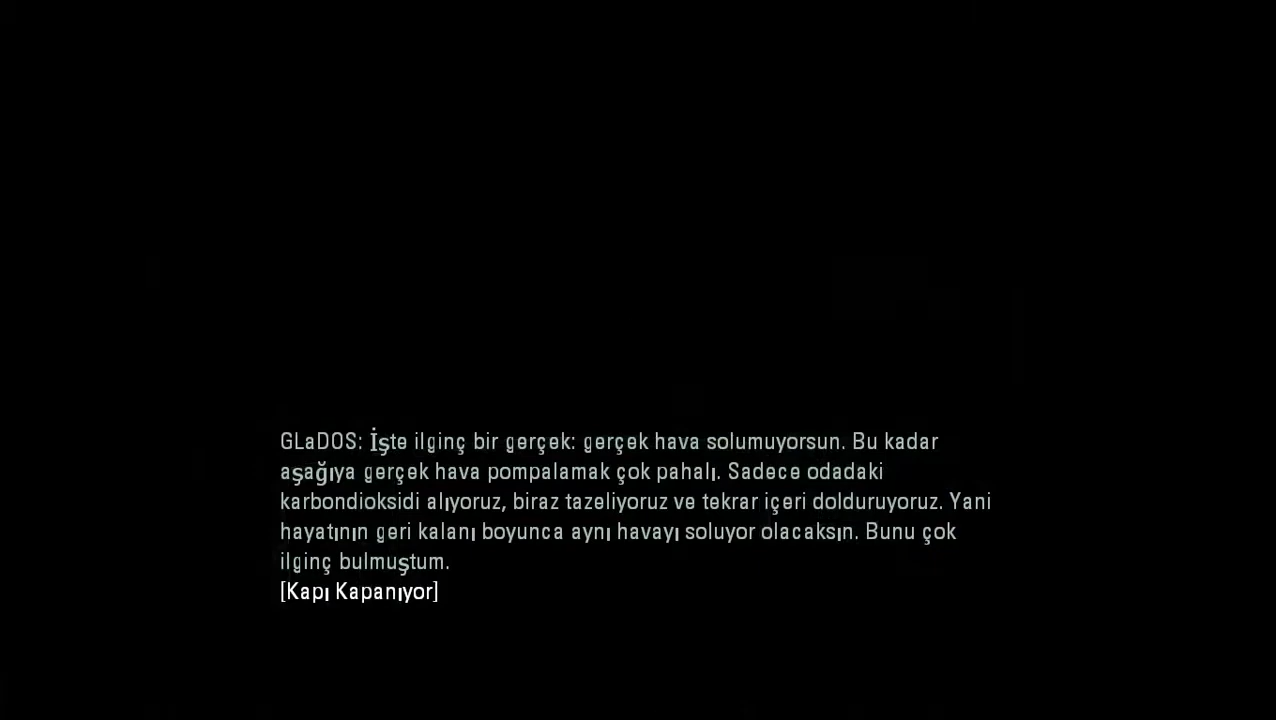 GLaDOS: İşte ilginç bir gerçek: gerçek hava solumuyorsun. Bu kadar
aşağıya gerçek hava pompalamak çok pahalı. Sadece odadaki
karbondioksidi alıyoruz, biraz tazeliyoruz ve tekrar içeri dolduruyoruz. Yani
hayatının geri kalanı boyunca aynı havayı soluyor olacaksın. Bunu çok
ilginç bulmuştum.
[Kapı Kapanıyor]